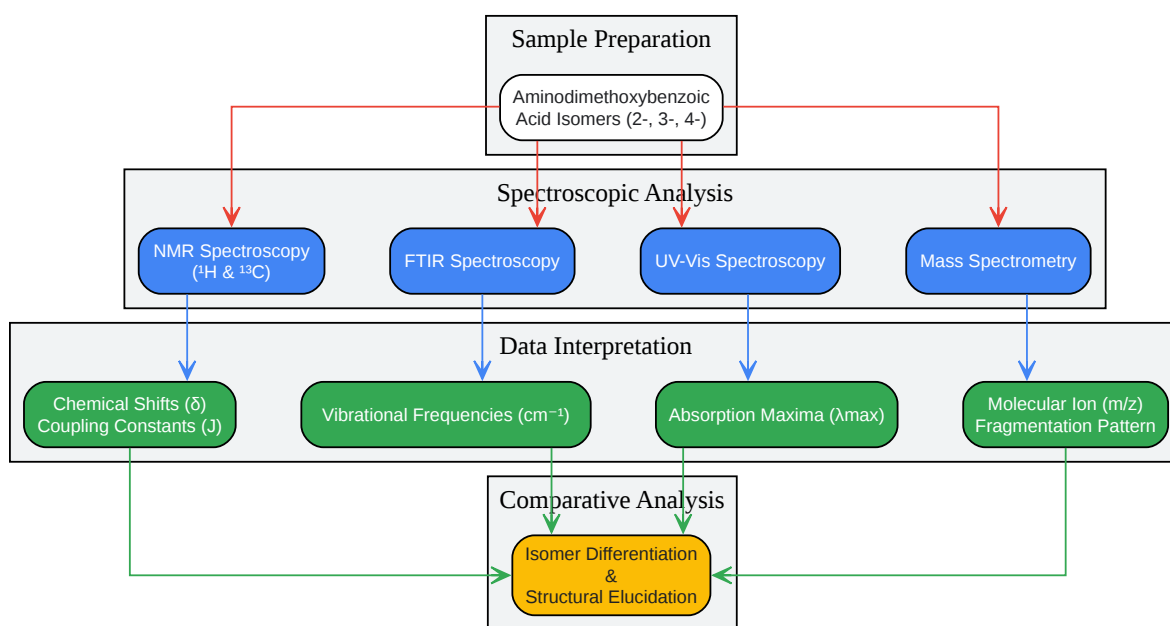 Sample Preparation
Aminodimethoxybenzoic
Acid Isomers (2-, 3-, 4-)
Spectroscopic Analysis
NMR Spectroscopy
(¹H & ¹³C)
FTIR Spectroscopy
UV-Vis Spectroscopy
Mass Spectrometry
Data Interpretation
Chemical Shifts (δ)
Coupling Constants (J)
Vibrational Frequencies (cm⁻¹)
Absorption Maxima (λmax)
Molecular Ion (m/z)
Fragmentation Pattern
Comparative Analysis
Isomer Differentiation
&
Structural Elucidation